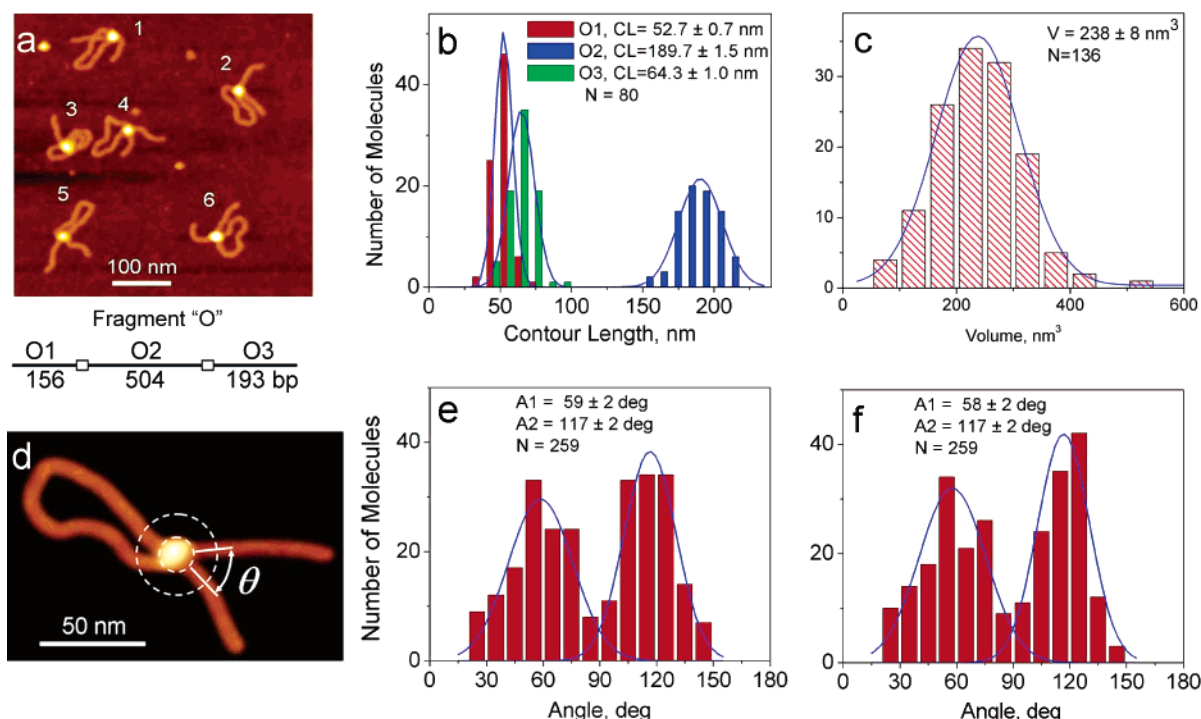 a
1
2
3
4
5
6
100 nm
Fragment “O”
O1 O2 O3
156 504 193 bp
b
O1, CL= 52.7 ± 0.7 nm
O2, CL=189.7 ± 1.5 nm
O3, CL=64.3 ± 1.0 nm
N = 80
Number of Molecules
40
20
0
0 50 100 150 200
Contour Length, nm
c
V = 238 ± 8 nm³
N=136
30
20
10
0
0 200 400 600
Volume, nm³
d
θ
50 nm
e
A1 = 59 ± 2 deg
A2 = 117 ± 2 deg
N = 259
Number of Molecules
40
20
0
0 30 60 90 120 180
Angle, deg
f
A1 = 58 ± 2 deg
A2 = 117 ± 2 deg
N = 259
40
20
0
0 30 60 90 120 150 180
Angle, deg